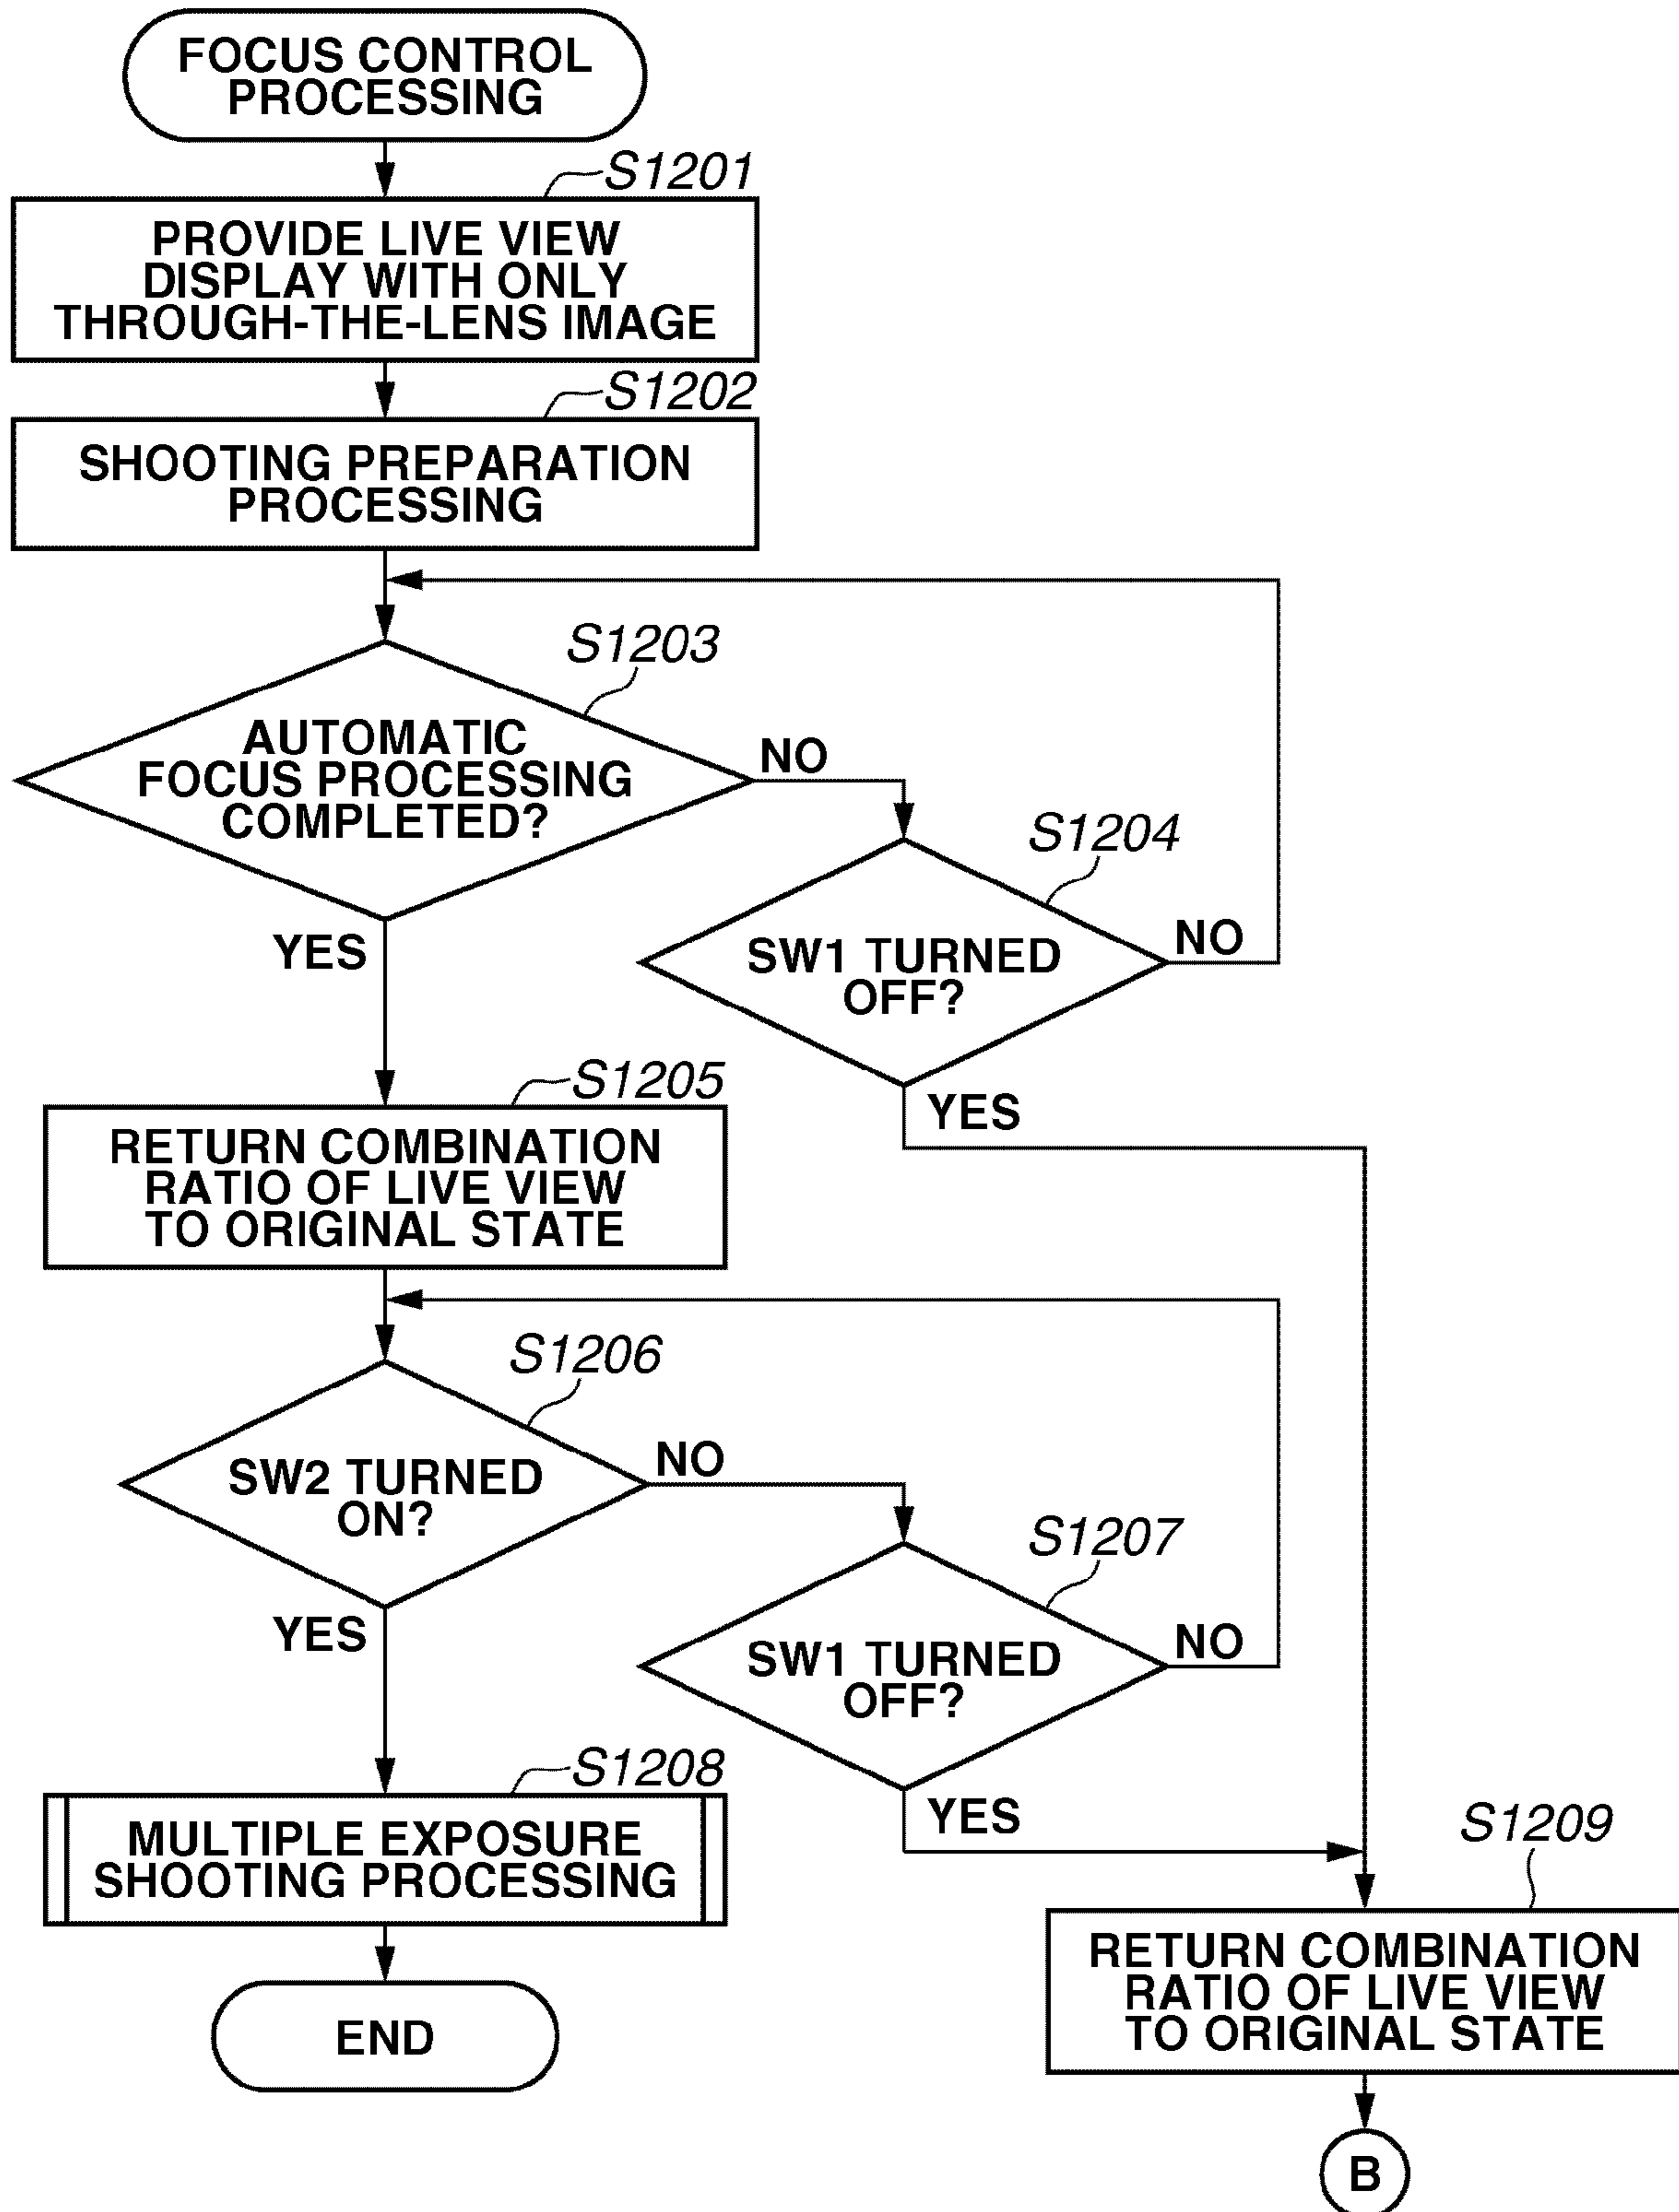 FOCUS CONTROL
PROCESSING
S1201
PROVIDE LIVE VIEW
DISPLAY WITH ONLY
THROUGH-THE-LENS IMAGE
S1202
SHOOTING PREPARATION
PROCESSING
S1203
AUTOMATIC
FOCUS PROCESSING
COMPLETED?
NO
YES
S1204
SW1 TURNED
OFF?
NO
YES
S1205
RETURN COMBINATION
RATIO OF LIVE VIEW
TO ORIGINAL STATE
S1206
SW2 TURNED
ON?
NO
YES
S1207
SW1 TURNED
OFF?
NO
YES
S1208
MULTIPLE EXPOSURE
SHOOTING PROCESSING
END
S1209
RETURN COMBINATION
RATIO OF LIVE VIEW
TO ORIGINAL STATE
B